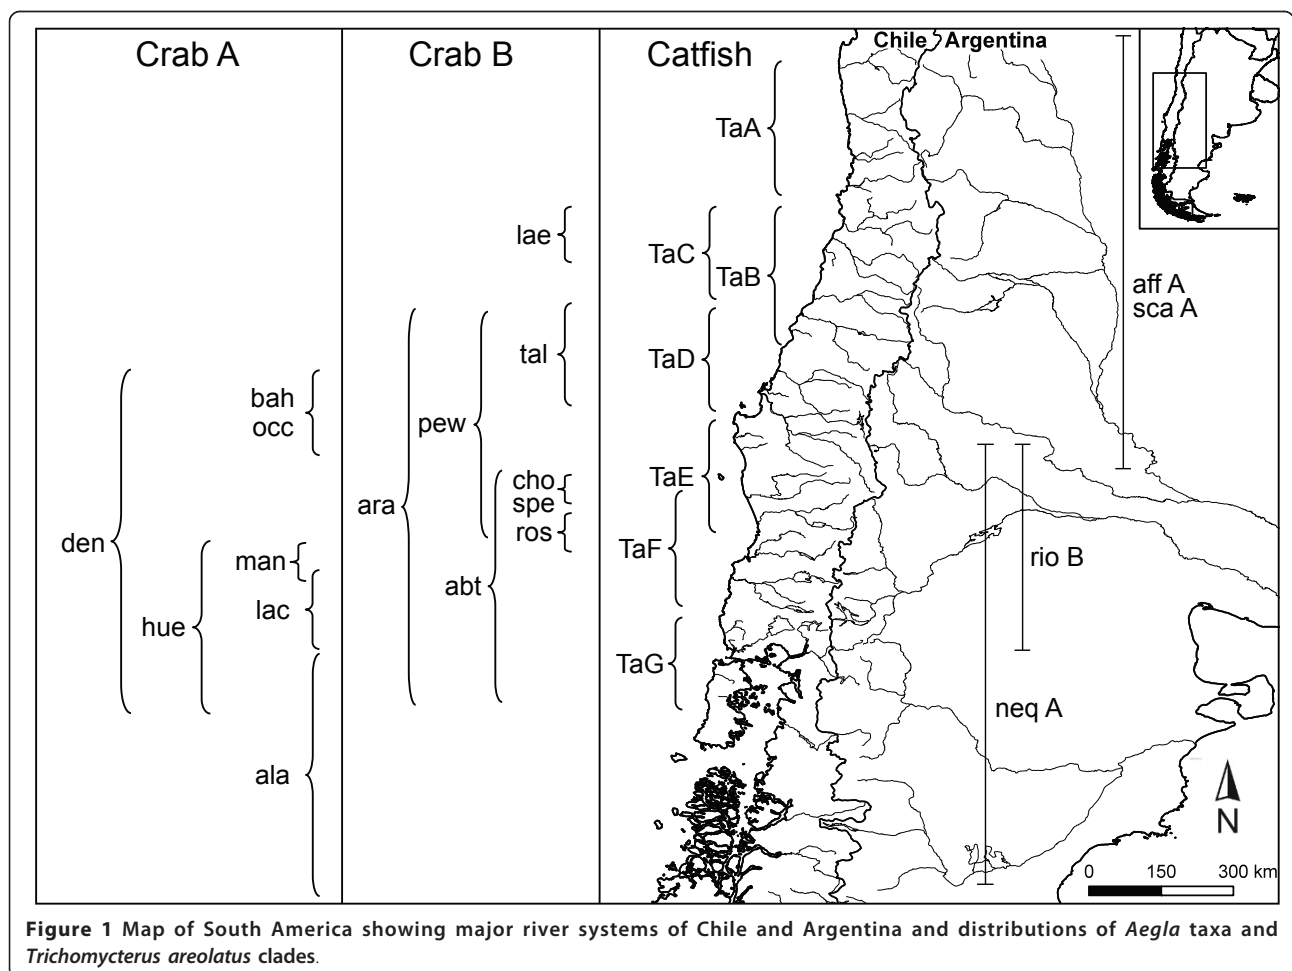 Crab A
Crab B
Catfish
Chile Argentina
TaA
lae
TaC
TaB
aff A
sca A
tal
TaD
bah
occ
pew
TaE
cho
spe
ara
ros
den
TaF
rio B
man
abt
lac
hue
TaG
neq A
ala
N
0 150 300 km
Figure 1 Map of South America showing major river systems of Chile and Argentina and distributions of Aegla taxa and
Trichomycterus areolatus clades.